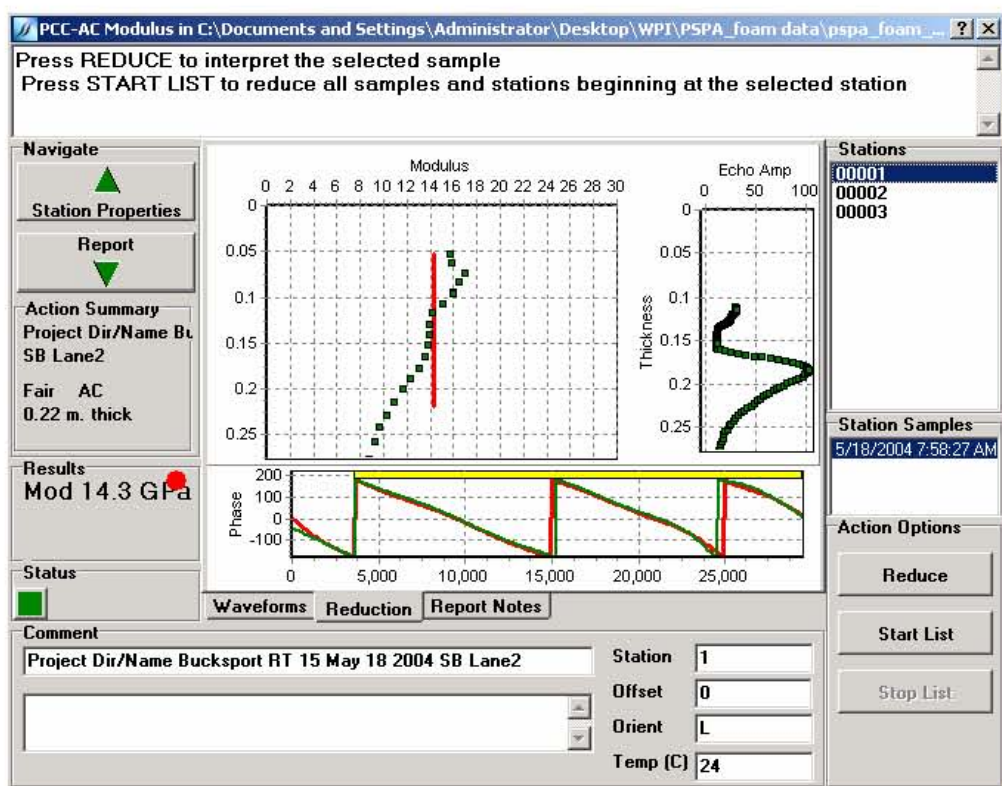 PCC-AC Modulus in C:\Documents and Settings\Administrator\Desktop\WPI\PSPA_foam data\pspa_foam_...
Press REDUCE to interpret the selected sample
Press START LIST to reduce all samples and stations beginning at the selected station
Navigate
Station Properties
Report
Action Summary
Project Dir/Name Bu
SB Lane2
Fair AC
0.22 m. thick
Results
Mod 14.3 GPa
Status
Modulus
0 2 4 6 8 10 12 14 16 18 20 22 24 26 28 30
0
0.05
0.1
0.15
0.2
0.25
Echo Amp
0 50 100
Thickness
0
0.05
0.1
0.15
0.2
0.25
Phase
200
100
0
-100
0 5,000 10,000 15,000 20,000 25,000
Waveforms Reduction Report Notes
Stations
00001
00002
00003
Station Samples
5/18/2004 7:58:27 AM
Action Options
Reduce
Start List
Stop List
Comment
Project Dir/Name Bucksport RT 15 May 18 2004 SB Lane2
Station 1
Offset 0
Orient L
Temp (C) 24